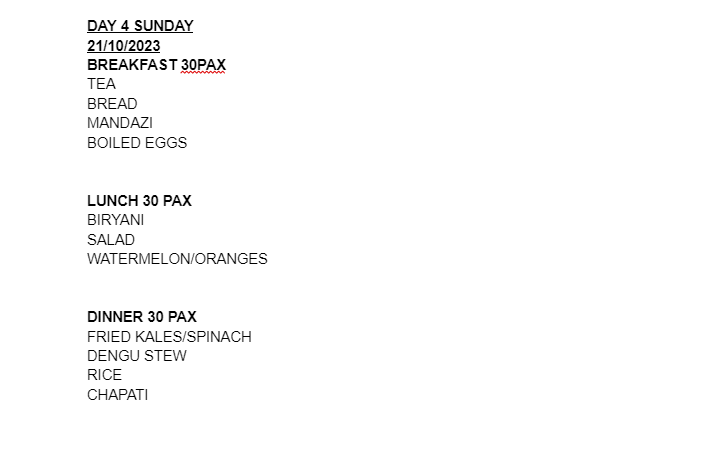 DAY 4 SUNDAY
21/10/2023
BREAKFAST 30PAX
TEA
BREAD
MANDAZI
BOILED EGGS
LUNCH 30 PAX
BIRYANI
SALAD
WATERMELON/ORANGES
DINNER 30 PAX
FRIED KALES/SPINACH
DENGU STEW
RICE
CHAPATI